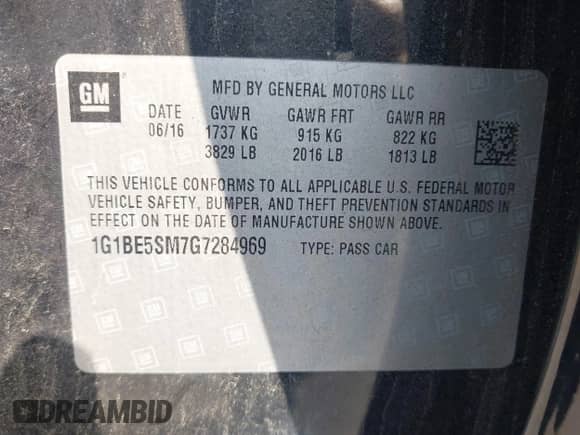 GM
MFD BY GENERAL MOTORS LLC
DATE GVWR GAWR FRT GAWR RR
06/16 1737 KG 915 KG 822 KG
3829 LB 2016 LB 1813 LB
THIS VEHICLE CONFORMS TO ALL APPLICABLE U.S. FEDERAL MOTOR
VEHICLE SAFETY, BUMPER, AND THEFT PREVENTION STANDARDS IN
EFFECT ON THE DATE OF MANUFACTURE SHOWN ABOVE.
1G1BE5SM7G7284969 TYPE: PASS CAR
DREAMBID